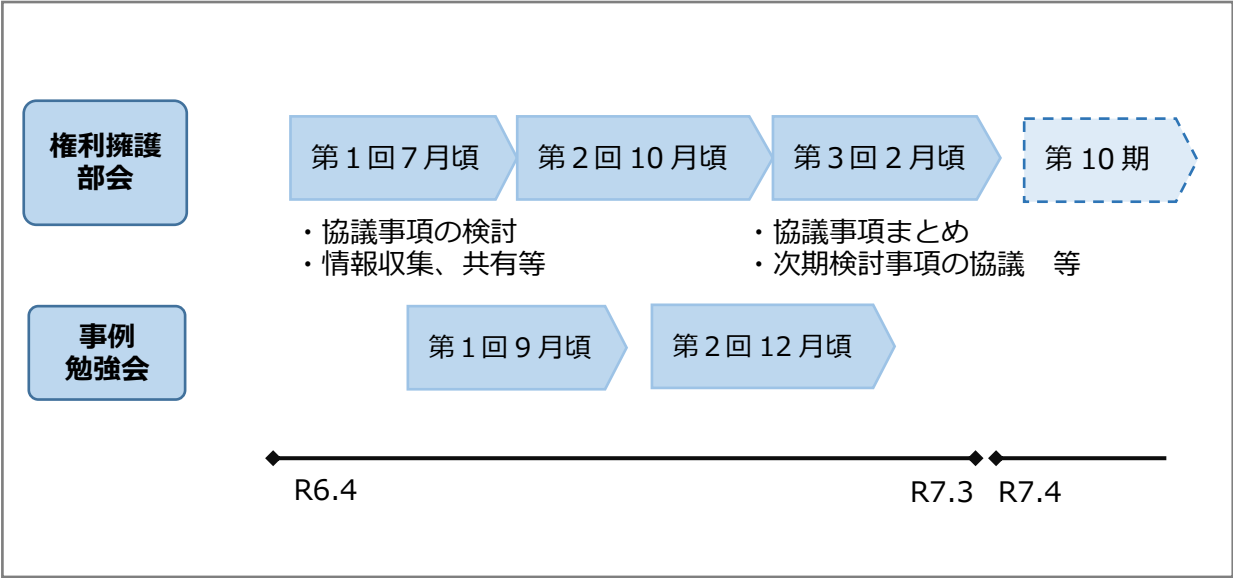 権利擁護
部会
第１回７月頃
第２回 10 月頃
第３回２月頃
第 10 期
・協議事項の検討
・情報収集、共有等
・協議事項まとめ
・次期検討事項の協議　等
事例
勉強会
第１回９月頃
第２回 12 月頃
R6.4
R7.3
R7.4